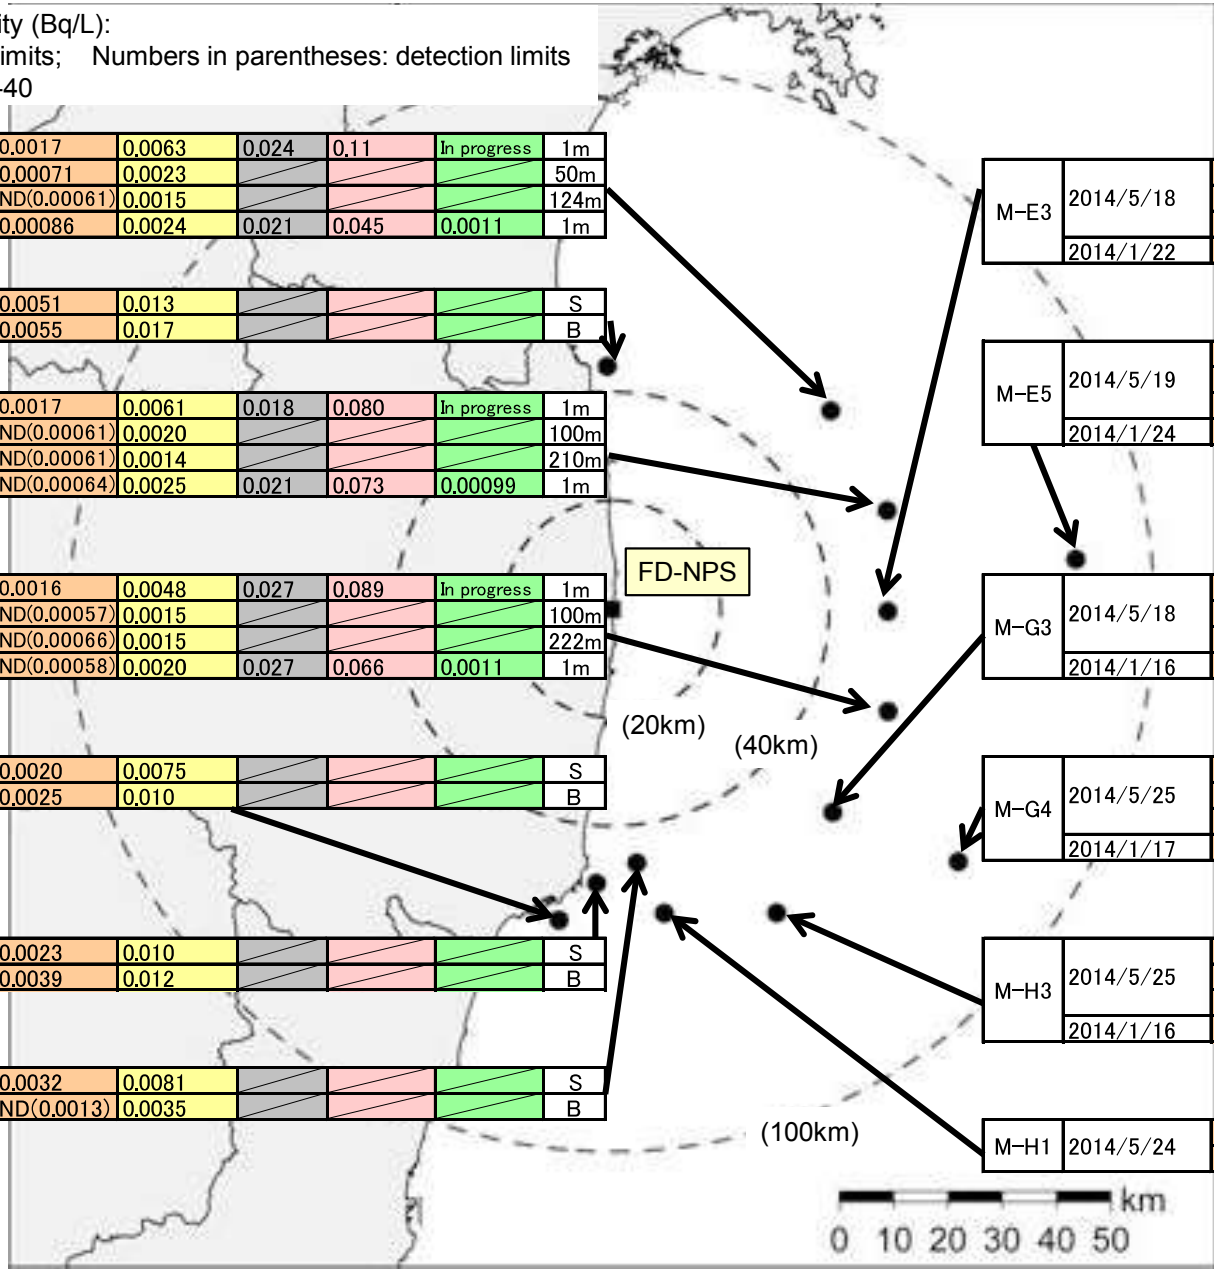 ity (Bq/L):
imits; Numbers in parentheses: detection limits
-40
0.0017 0.0063 0.024 0.11 In progress 1m
0.00071 0.0023 50m
ND(0.00061) 0.0015 124m
0.00086 0.0024 0.021 0.045 0.0011 1m
M-E3 2014/5/18
2014/1/22
0.0051 0.013 S
0.0055 0.017 B
M-E5 2014/5/19
2014/1/24
0.0017 0.0061 0.018 0.080 In progress 1m
ND(0.00061) 0.0020 100m
ND(0.00061) 0.0014 210m
ND(0.00064) 0.0025 0.021 0.073 0.00099 1m
FD-NPS
0.0016 0.0048 0.027 0.089 In progress 1m
ND(0.00057) 0.0015 100m
ND(0.00066) 0.0015 222m
ND(0.00058) 0.0020 0.027 0.066 0.0011 1m
M-G3 2014/5/18
2014/1/16
(20km)
(40km)
0.0020 0.0075 S
0.0025 0.010 B
M-G4 2014/5/25
2014/1/17
0.0023 0.010 S
0.0039 0.012 B
M-H3 2014/5/25
2014/1/16
0.0032 0.0081 S
ND(0.0013) 0.0035 B
(100km)
M-H1 2014/5/24
km
0 10 20 30 40 50